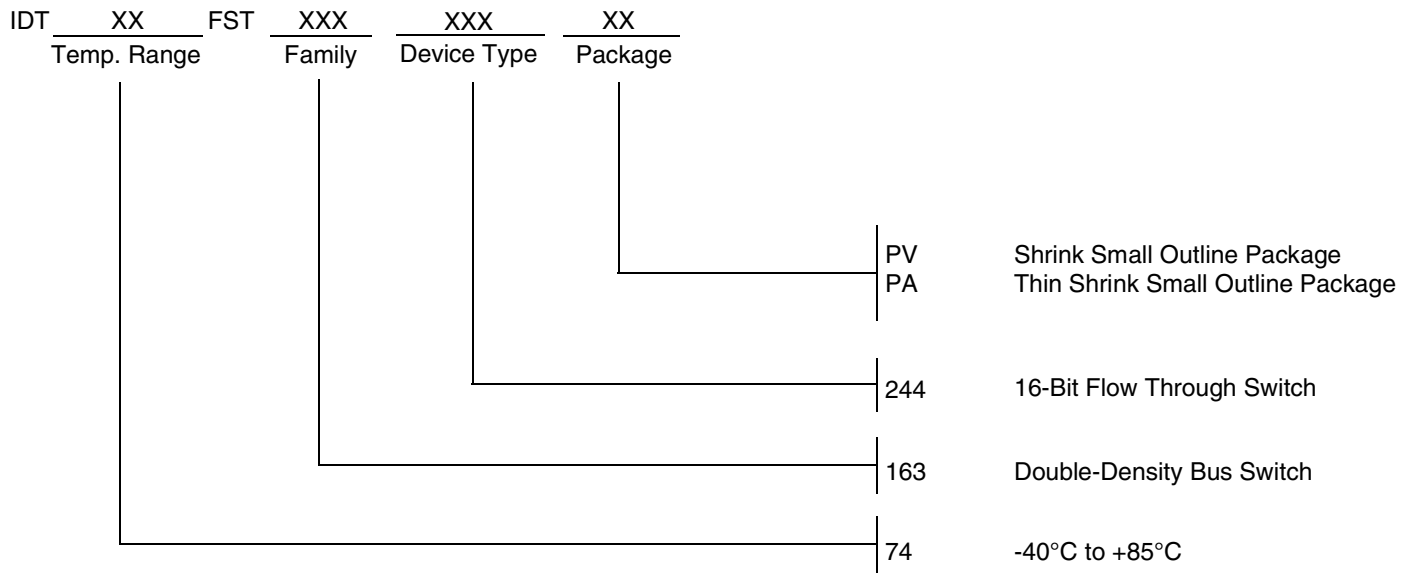 IDT XX FST XXX XXX XX
Temp. Range Family Device Type Package
PV Shrink Small Outline Package
PA Thin Shrink Small Outline Package
244 16-Bit Flow Through Switch
163 Double-Density Bus Switch
74 -40°C to +85°C